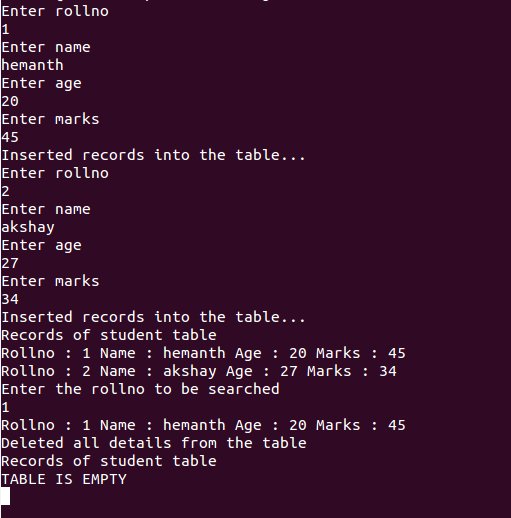 Enter rollno
1
Enter name
hemanth
Enter age
20
Enter marks
45
Inserted records into the table...
Enter rollno
2
Enter name
akshay
Enter age
27
Enter marks
34
Inserted records into the table...
Records of student table
Rollno : 1 Name : hemanth Age : 20 Marks : 45
Rollno : 2 Name : akshay Age : 27 Marks : 34
Enter the rollno to be searched
1
Rollno : 1 Name : hemanth Age : 20 Marks : 45
Deleted all details from the table
Records of student table
TABLE IS EMPTY